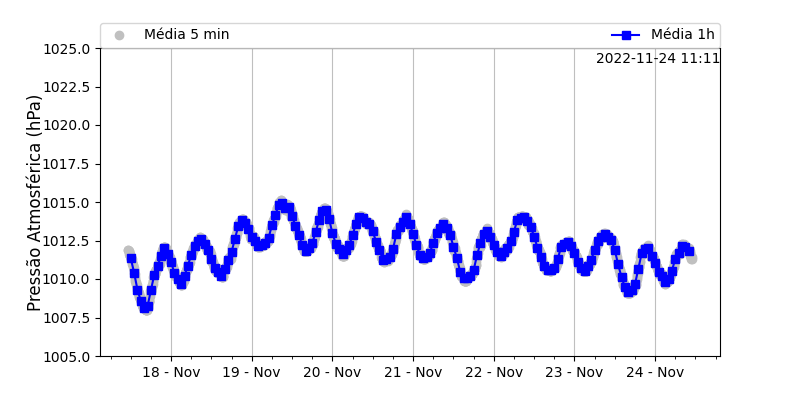 Média 5 min
Média 1h
2022-11-24 11:11
Pressão Atmosférica (hPa)
1025.0
1022.5
1020.0
1017.5
1015.0
1012.5
1010.0
1007.5
1005.0
18 - Nov
19 - Nov
20 - Nov
21 - Nov
22 - Nov
23 - Nov
24 - Nov